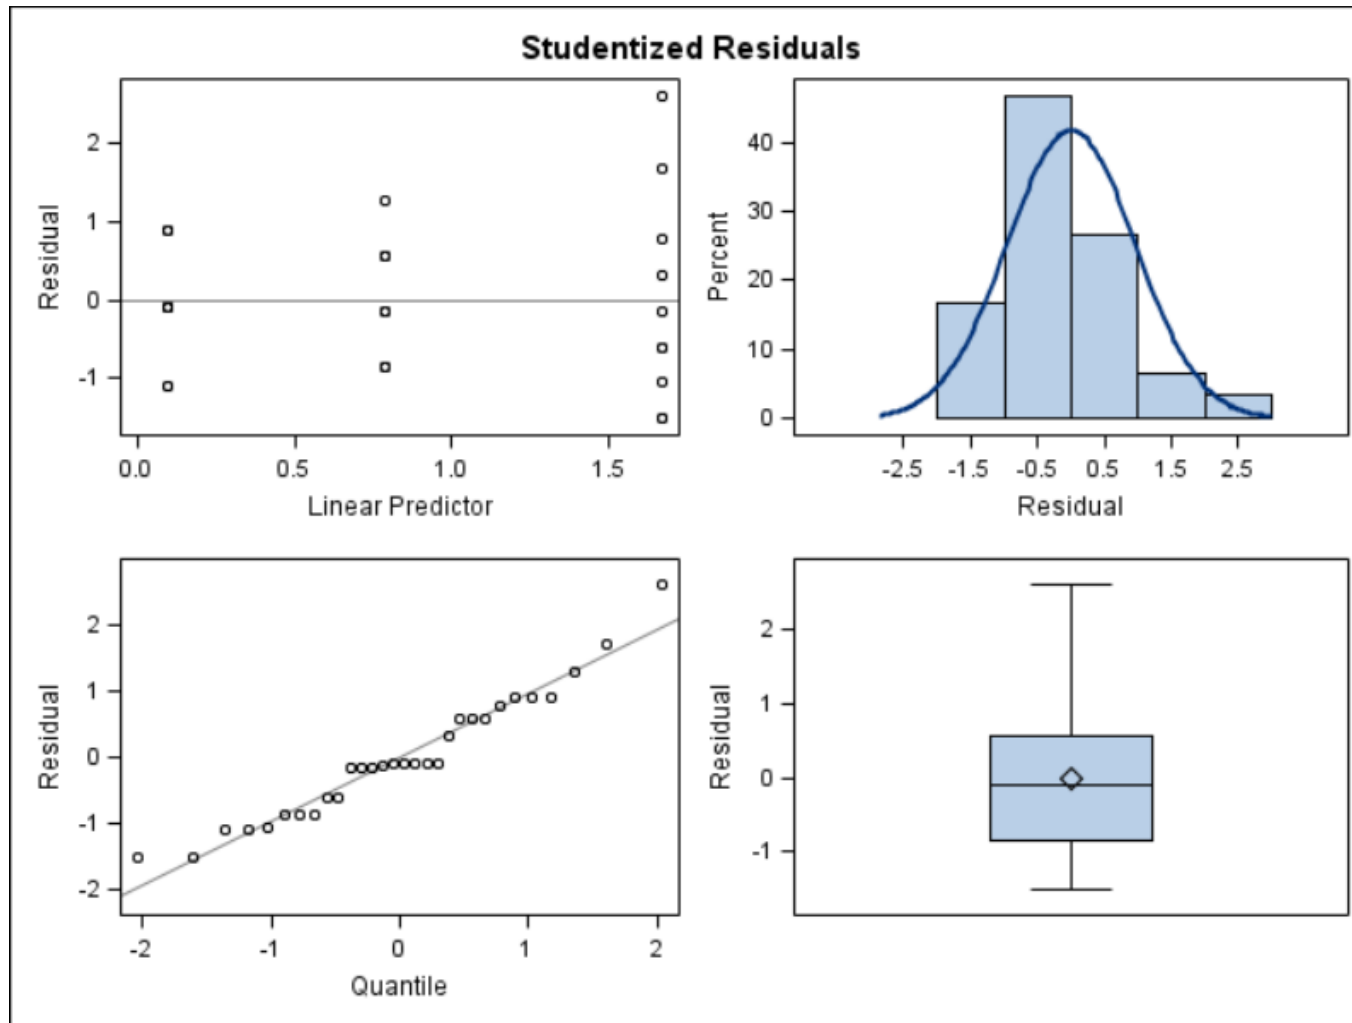 Studentized Residuals
Residual
2
1
0
-1
0.0 0.5 1.0 1.5
Linear Predictor
Percent
40
30
20
10
0
-2.5 -1.5 -0.5 0.5 1.5 2.5
Residual
Residual
2
1
0
-1
-2
-2 -1 0 1 2
Quantile
Residual
2
1
0
-1